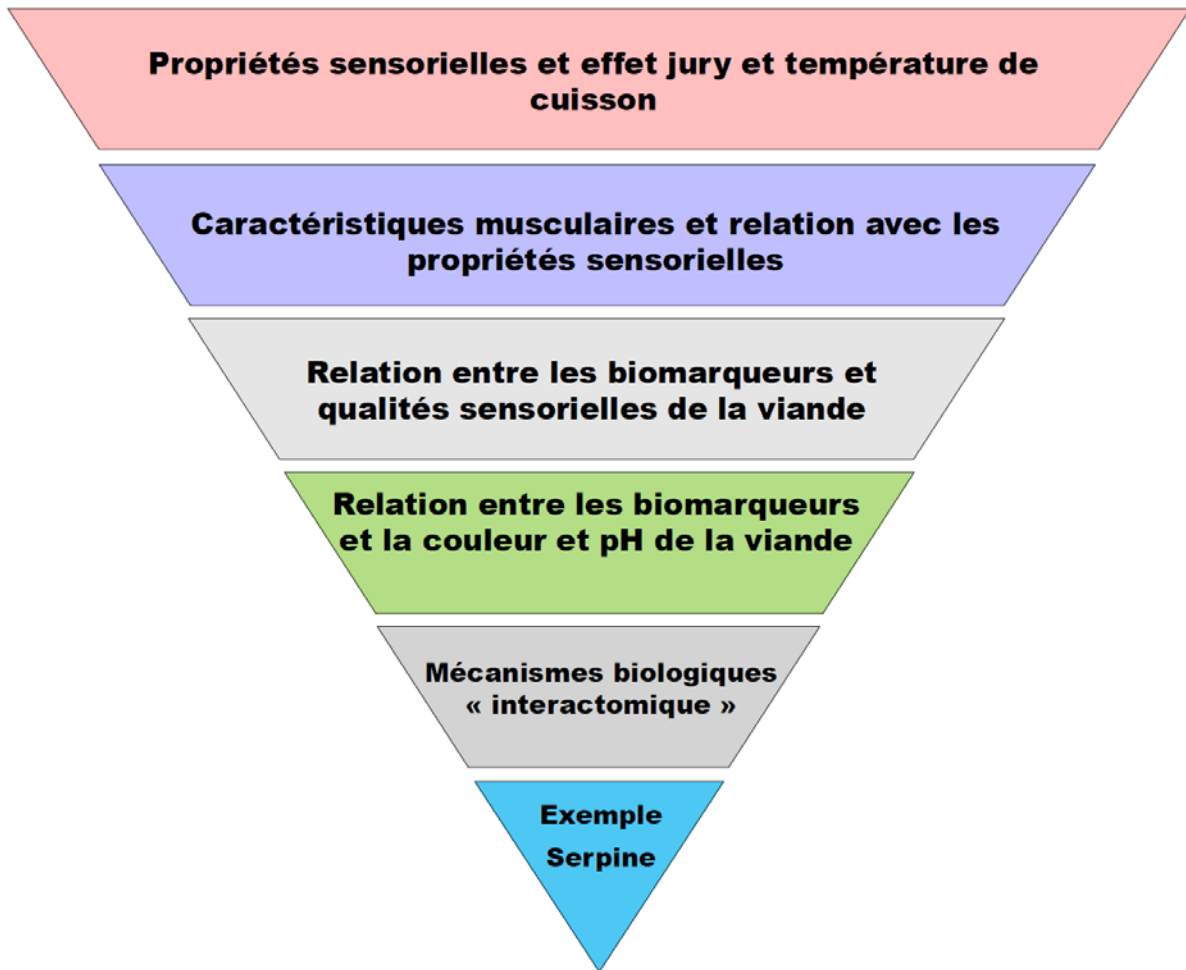 Propriétés sensorielles et effet jury et température de
cuisson
Caractéristiques musculaires et relation avec les
propriétés sensorielles
Relation entre les biomarqueurs et
qualités sensorielles de la viande
Relation entre les biomarqueurs
et la couleur et pH de la viande
Mécanismes biologiques
« interactomique »
Exemple
Serpine